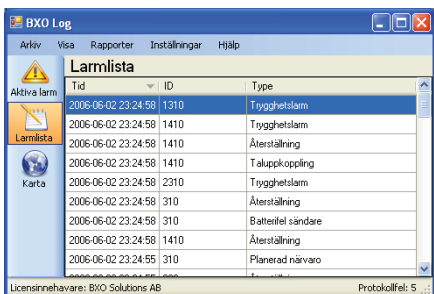 BXO Log
Arkiv Visa Rapporter Inställningar Hjälp
Larmlista
Aktiva larm
Larmlista
Karta
Tid ID Type
2006-06-02 23:24:58 1310 Trygghetslarm
2006-06-02 23:24:58 1410 Trygghetslarm
2006-06-02 23:24:58 1410 Återställning
2006-06-02 23:24:58 1410 Taluppkoppling
2006-06-02 23:24:58 2310 Trygghetslarm
2006-06-02 23:24:58 310 Återställning
2006-06-02 23:24:58 310 Batterifel sändare
2006-06-02 23:24:58 1410 Återställning
2006-06-02 23:24:55 310 Planerad närvaro
Licensinnehavare: BXO Solutions AB Protokollfel: 5